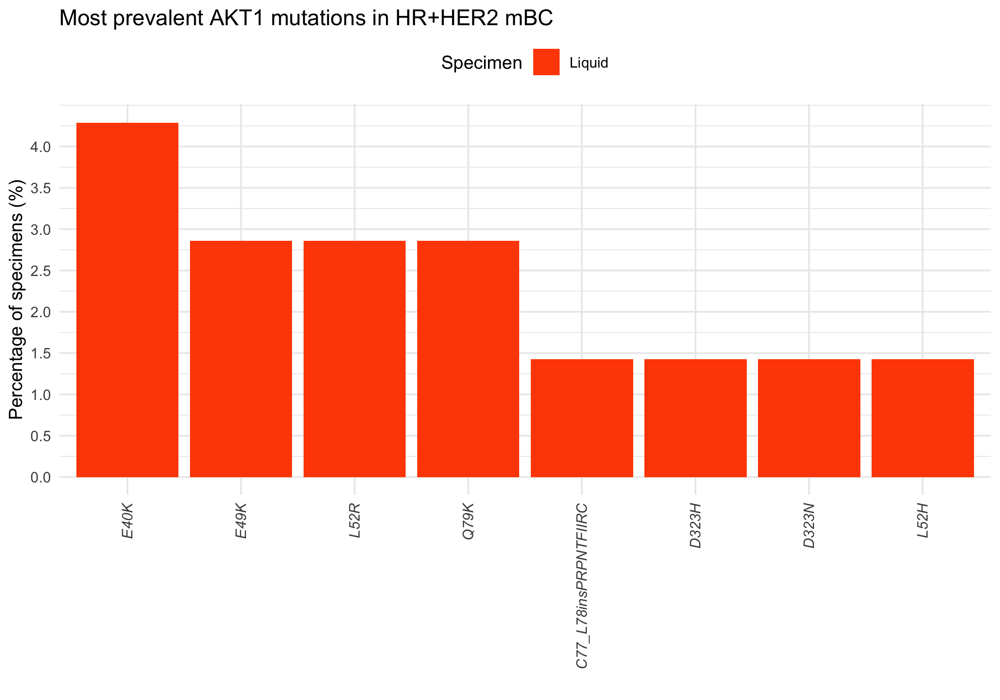 Most prevalent AKT1 mutations in HR+HER2 mBC
Specimen
Liquid
Percentage of specimens (%)
4.0
3.5
3.0
2.5
2.0
1.5
1.0
0.5
0.0
E40K
E49K
L52R
Q79K
C77_L78insPRPNTFIIRC
D323H
D323N
L52H